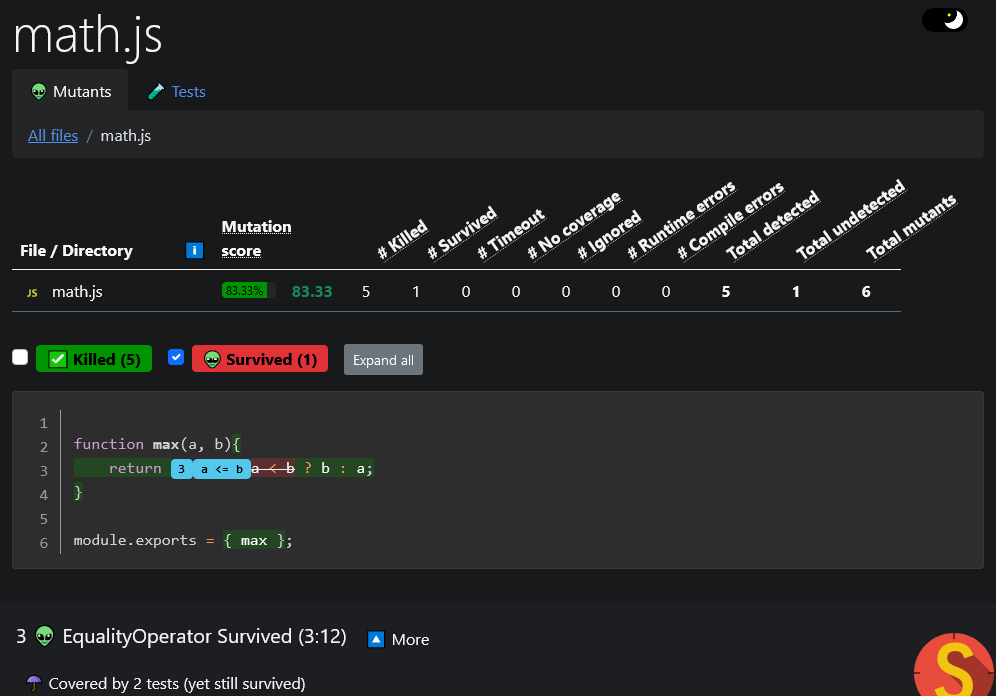 math.js
Mutants Tests
All files / math.js
File / Directory i Mutation score # Killed # Survived # Timeout # No coverage # Ignored # Runtime errors # Compile errors Total detected Total undetected Total mutants
JS math.js 83.33% 83.33 5 1 0 0 0 0 0 5 1 6
Killed (5) Survived (1) Expand all
1
2 function max(a, b){
3 return 3 a <= b a < b ? b : a;
4 }
5
6 module.exports = { max };
3 EqualityOperator Survived (3:12) More
Covered by 2 tests (yet still survived)
S